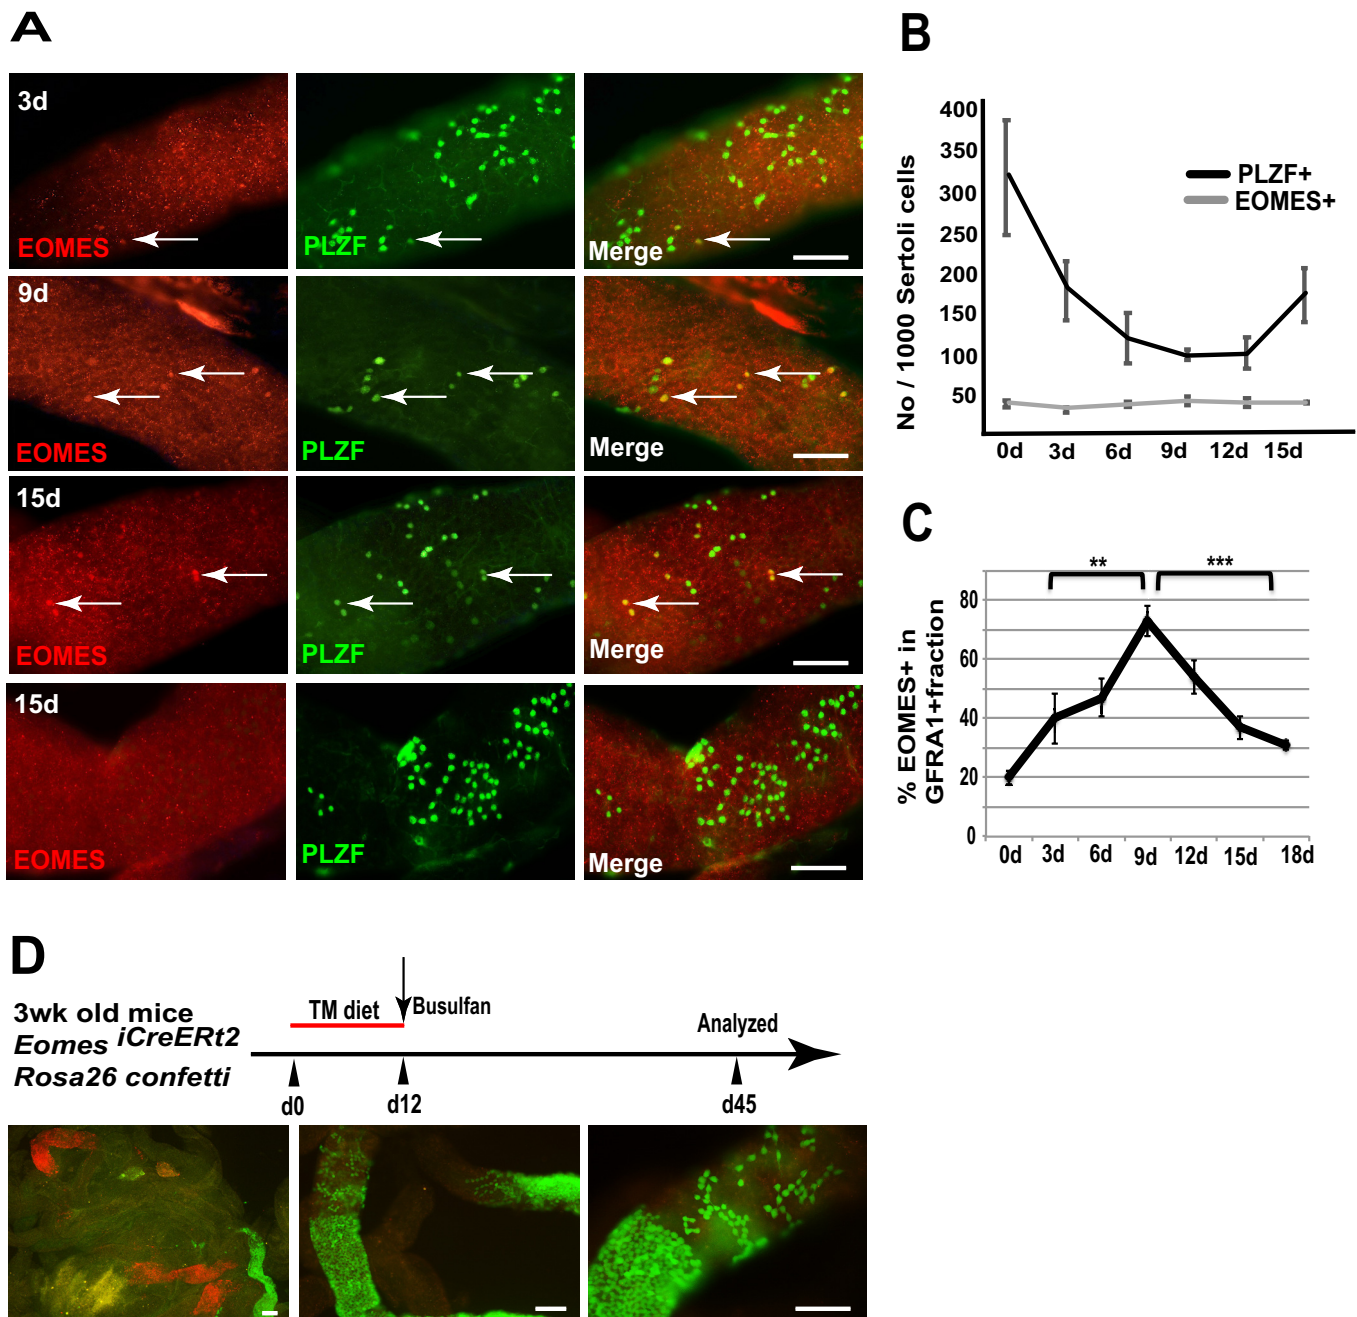 A
3d
EOMES
PLZF
Merge
9d
EOMES
PLZF
Merge
15d
EOMES
PLZF
Merge
15d
EOMES
PLZF
Merge
B
No / 1000 Sertoli cells
400
350
300
250
200
150
100
50
PLZF+
EOMES+
0d 3d 6d 9d 12d 15d
C
% EOMES+ in
GFRA1+fraction
** ***
80
60
40
20
0
0d 3d 6d 9d 12d 15d 18d
D
3wk old mice
Eomes iCreERt2
Rosa26 confetti
TM diet
Busulfan
Analyzed
d0
d12
d45